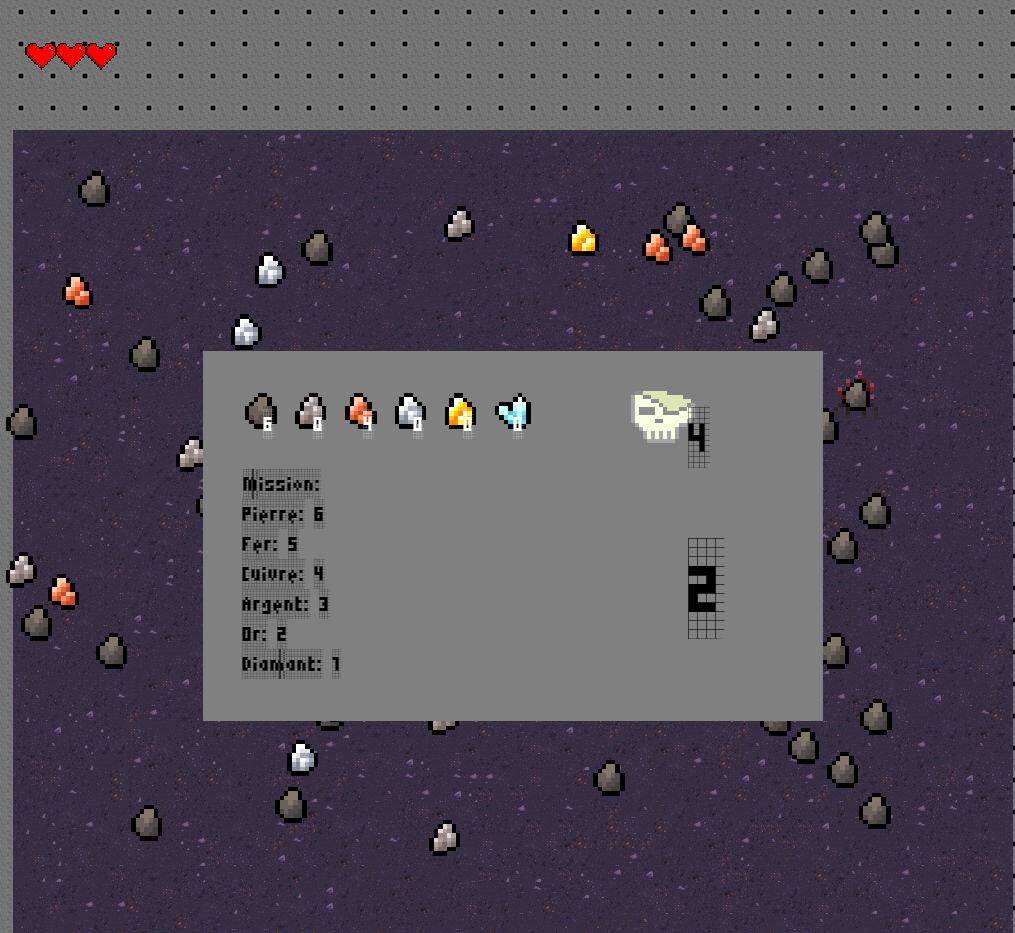 6 0 4 0 0 0
4
Mission:
Pierre: 6
Fer: 5
Cuivre: 4
2
Argent: 3
Or: 2
Diamant: 1